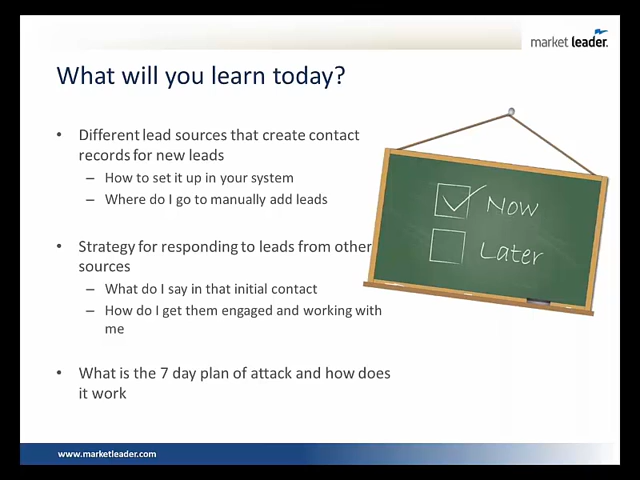 market leader.
What will you learn today?
• Different lead sources that create contact
records for new leads
– How to set it up in your system
– Where do I go to manually add leads
• Strategy for responding to leads from other
sources
– What do I say in that initial contact
– How do I get them engaged and working with
me
• What is the 7 day plan of attack and how does
it work
Now
Later
www.marketleader.com